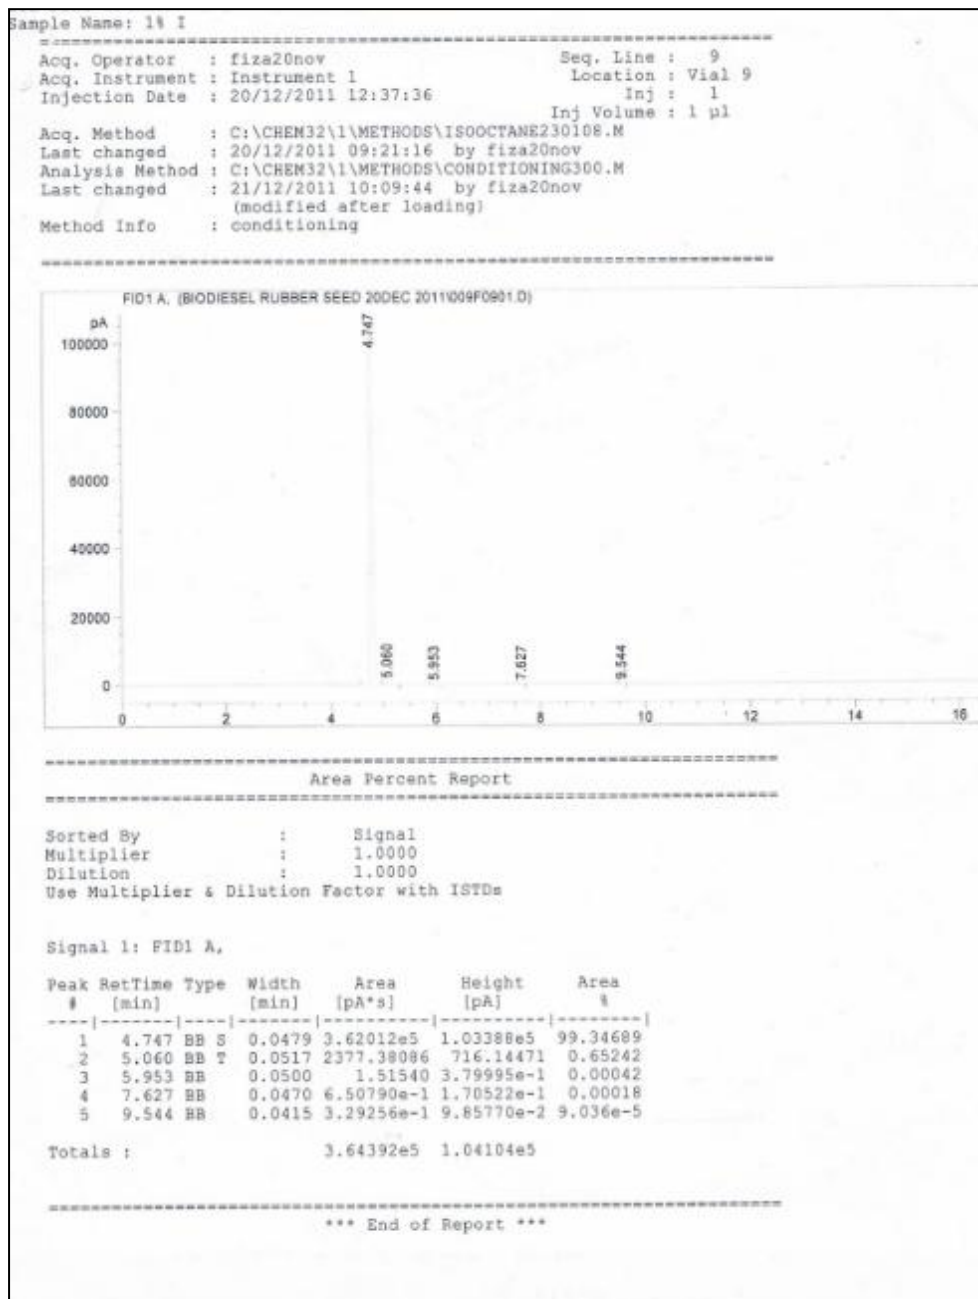 Sample Name: 1% I
Acq. Operator : fiza20nov Seq. Line : 9
Acq. Instrument : Instrument 1 Location : Vial 9
Injection Date : 20/12/2011 12:37:36 Inj : 1
Inj Volume : 1 µl
Acq. Method : C:\CHEM32\1\METHODS\ISOOCTANE230108.M
Last changed : 20/12/2011 09:21:16 by fiza20nov
Analysis Method : C:\CHEM32\1\METHODS\CONDITIONING300.M
Last changed : 21/12/2011 10:09:44 by fiza20nov
(modified after loading)
Method Info : conditioning
FID1 A, (BIODIESEL RUBBER SEED 20DEC 2011\009F0901.D)
pA
100000
80000
60000
40000
20000
0
4.747
5.060
5.953
7.627
9.544
0 2 4 6 8 10 12 14 16
Area Percent Report
Sorted By : Signal
Multiplier : 1.0000
Dilution : 1.0000
Use Multiplier & Dilution Factor with ISTDs
Signal 1: FID1 A,
Peak RetTime Type Width Area Height Area
# [min] [min] [pA*s] [pA] %
----|-------|----|-------|----------|----------|---------|
1 4.747 BB S 0.0479 3.62012e5 1.03388e5 99.34689
2 5.060 BB T 0.0517 2377.38086 716.14471 0.65242
3 5.953 BB 0.0500 1.51540 3.79995e-1 0.00042
4 7.627 BB 0.0470 6.50790e-1 1.70522e-1 0.00018
5 9.544 BB 0.0415 3.29256e-1 9.85770e-2 9.036e-5
Totals : 3.64392e5 1.04104e5
*** End of Report ***